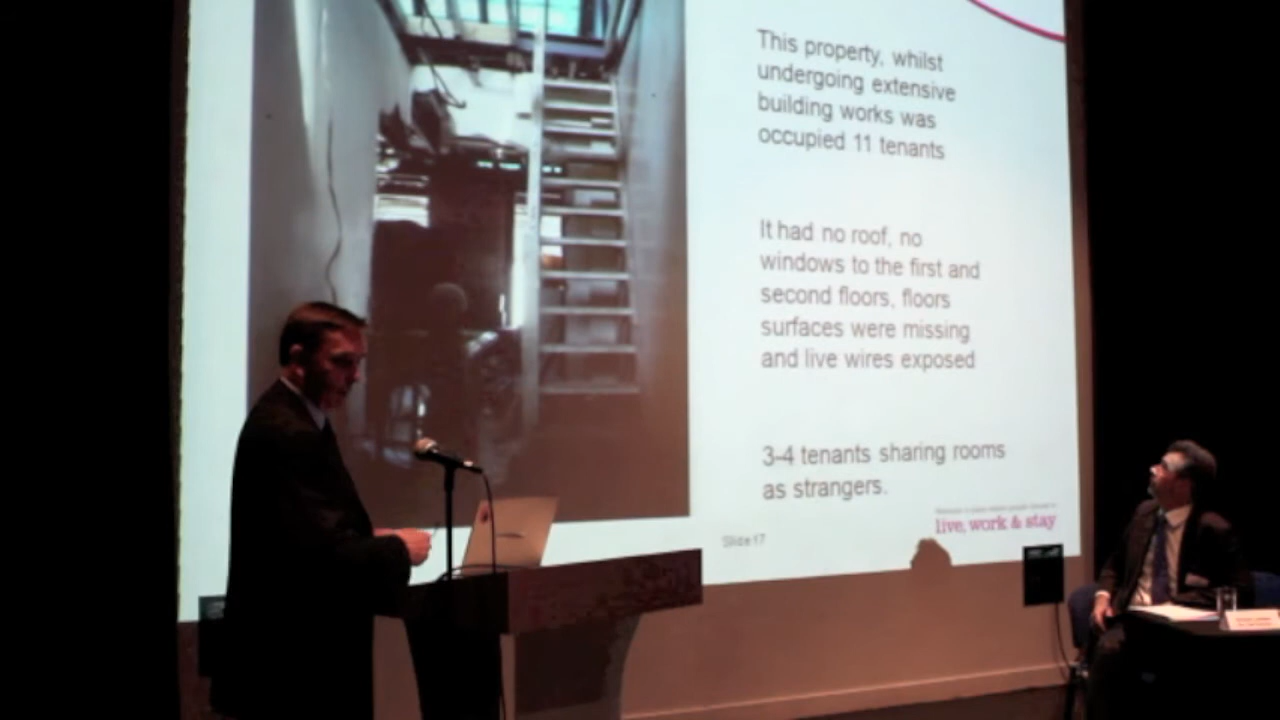 This property, whilst
undergoing extensive
building works was
occupied 11 tenants
It had no roof, no
windows to the first and
second floors, floors
surfaces were missing
and live wires exposed
3-4 tenants sharing rooms
as strangers.
live, work & stay
Slide17